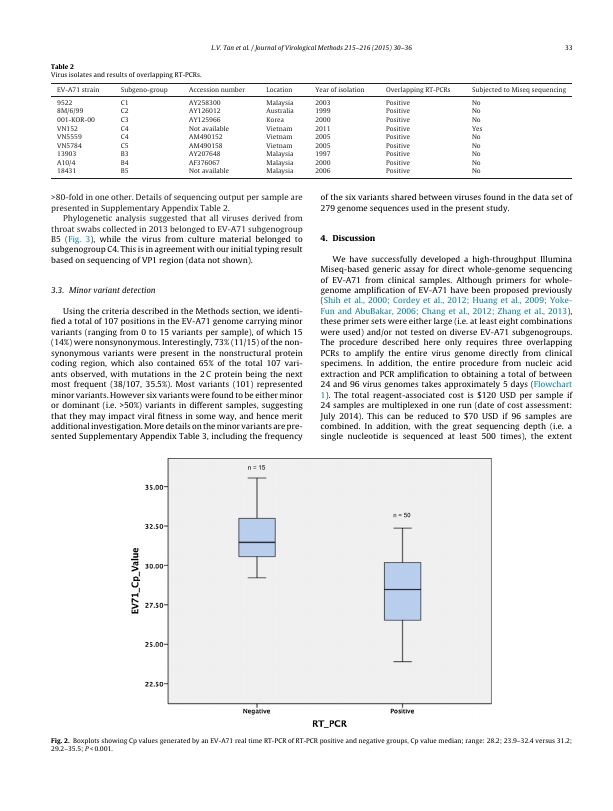 L.V. Tan et al. / Journal of Virological Methods 215–216 (2015) 30–36
33
Table 2
Virus isolates and results of overlapping RT-PCRs.
EV-A71 strain Subgeno-group Accession number Location Year of isolation Overlapping RT-PCRs Subjected to Miseq sequencing
9522 C1 AY258300 Malaysia 2003 Positive No
8M/6/99 C2 AY126012 Australia 1999 Positive No
001-KOR-00 C3 AY125966 Korea 2000 Positive No
VN152 C4 Not available Vietnam 2011 Positive Yes
VN5559 C4 AM490152 Vietnam 2005 Positive No
VN5784 C5 AM490158 Vietnam 2005 Positive No
13903 B3 AY207648 Malaysia 1997 Positive No
A10/4 B4 AF376067 Malaysia 2000 Positive No
18431 B5 Not available Malaysia 2006 Positive No
>80-fold in one other. Details of sequencing output per sample are
presented in Supplementary Appendix Table 2.
Phylogenetic analysis suggested that all viruses derived from
throat swabs collected in 2013 belonged to EV-A71 subgenogroup
B5 (Fig. 3), while the virus from culture material belonged to
subgenogroup C4. This is in agreement with our initial typing result
based on sequencing of VP1 region (data not shown).
3.3. Minor variant detection
Using the criteria described in the Methods section, we identi-
fied a total of 107 positions in the EV-A71 genome carrying minor
variants (ranging from 0 to 15 variants per sample), of which 15
(14%) were nonsynonymous. Interestingly, 73% (11/15) of the non-
synonymous variants were present in the nonstructural protein
coding region, which also contained 65% of the total 107 vari-
ants observed, with mutations in the 2 C protein being the next
most frequent (38/107, 35.5%). Most variants (101) represented
minor variants. However six variants were found to be either minor
or dominant (i.e. >50%) variants in different samples, suggesting
that they may impact viral fitness in some way, and hence merit
additional investigation. More details on the minor variants are pre-
sented Supplementary Appendix Table 3, including the frequency
of the six variants shared between viruses found in the data set of
279 genome sequences used in the present study.
4. Discussion
We have successfully developed a high-throughput Illumina
Miseq-based generic assay for direct whole-genome sequencing
of EV-A71 from clinical samples. Although primers for whole-
genome amplification of EV-A71 have been proposed previously
(Shih et al., 2000; Cordey et al., 2012; Huang et al., 2009; Yoke-
Fun and AbuBakar, 2006; Chang et al., 2012; Zhang et al., 2013),
these primer sets were either large (i.e. at least eight combinations
were used) and/or not tested on diverse EV-A71 subgenogroups.
The procedure described here only requires three overlapping
PCRs to amplify the entire virus genome directly from clinical
specimens. In addition, the entire procedure from nucleic acid
extraction and PCR amplification to obtaining a total of between
24 and 96 virus genomes takes approximately 5 days (Flowchart
1). The total reagent-associated cost is $120 USD per sample if
24 samples are multiplexed in one run (date of cost assessment:
July 2014). This can be reduced to $70 USD if 96 samples are
combined. In addition, with the great sequencing depth (i.e. a
single nucleotide is sequenced at least 500 times), the extent
n = 15
n = 50
35.00
32.50
30.00
27.50
25.00
22.50
EV71_Cp_Value
Negative
Positive
RT_PCR
Fig. 2. Boxplots showing Cp values generated by an EV-A71 real time RT-PCR of RT-PCR positive and negative groups, Cp value median; range: 28.2; 23.9–32.4 versus 31.2;
29.2–35.5; P < 0.001.